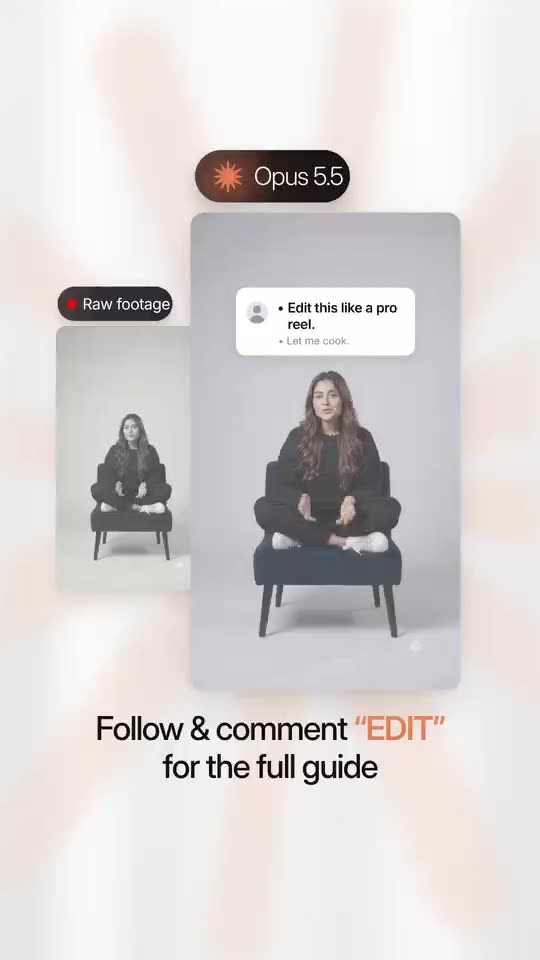 Opus 5.5
Raw footage
• Edit this like a pro
reel.
• Let me cook.
Follow & comment “EDIT”
for the full guide